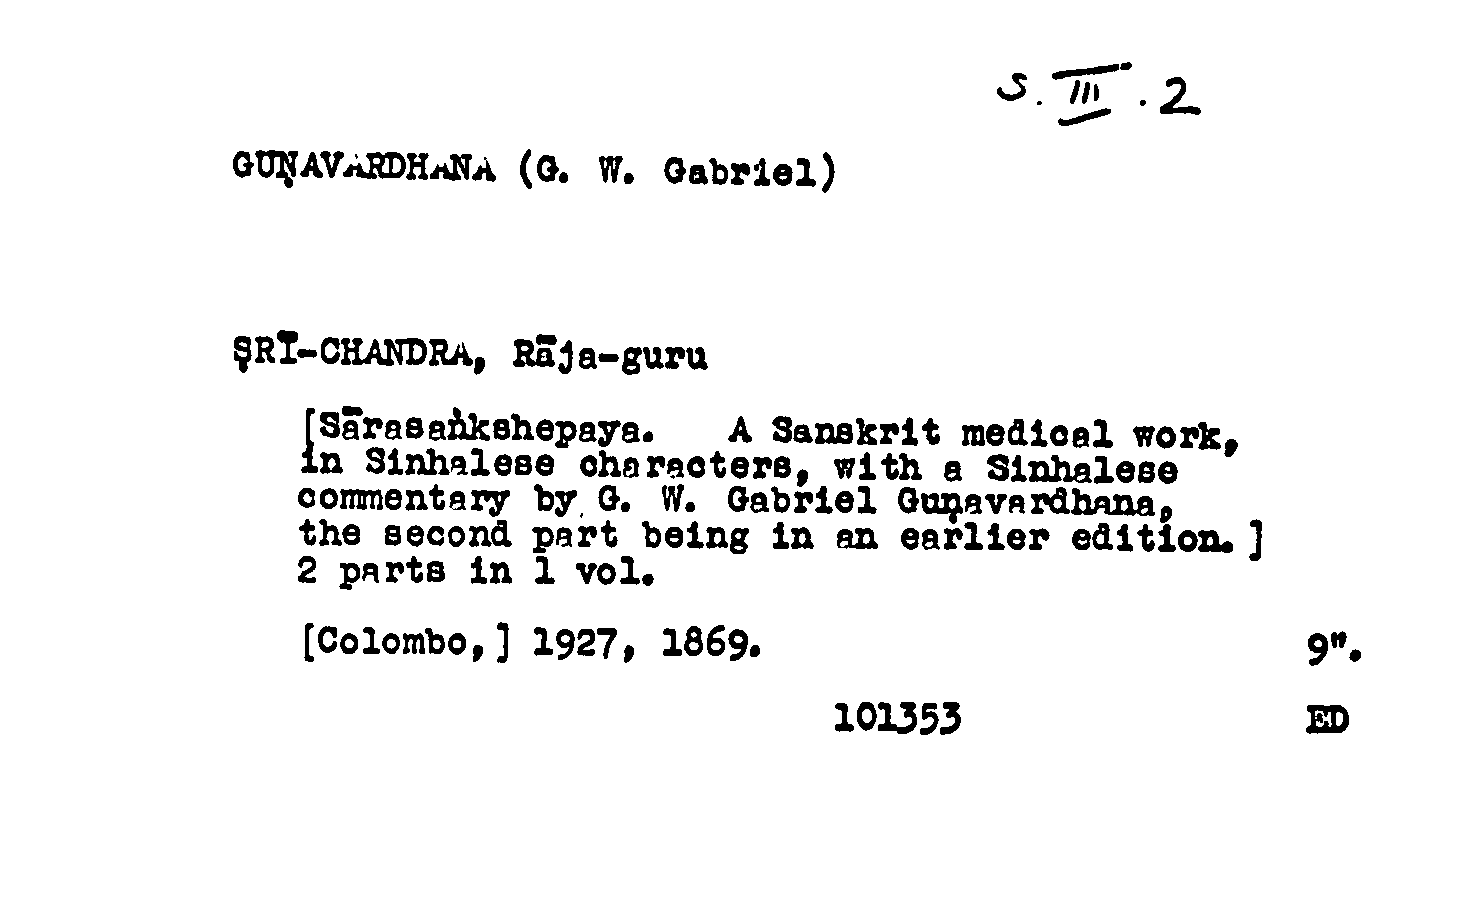 S. III. 2
GUṆAVARDHANA (G. W. Gabriel)
ṢRĪ-CHANDRA, Rāja-guru
[Sārasaṅkshepaya. A Sanskrit medical work,
in Sinhalese characters, with a Sinhalese
commentary by G. W. Gabriel Guṇavardhana,
the second part being in an earlier edition.]
2 parts in 1 vol.
[Colombo,] 1927, 1869. 9".
101353 ED